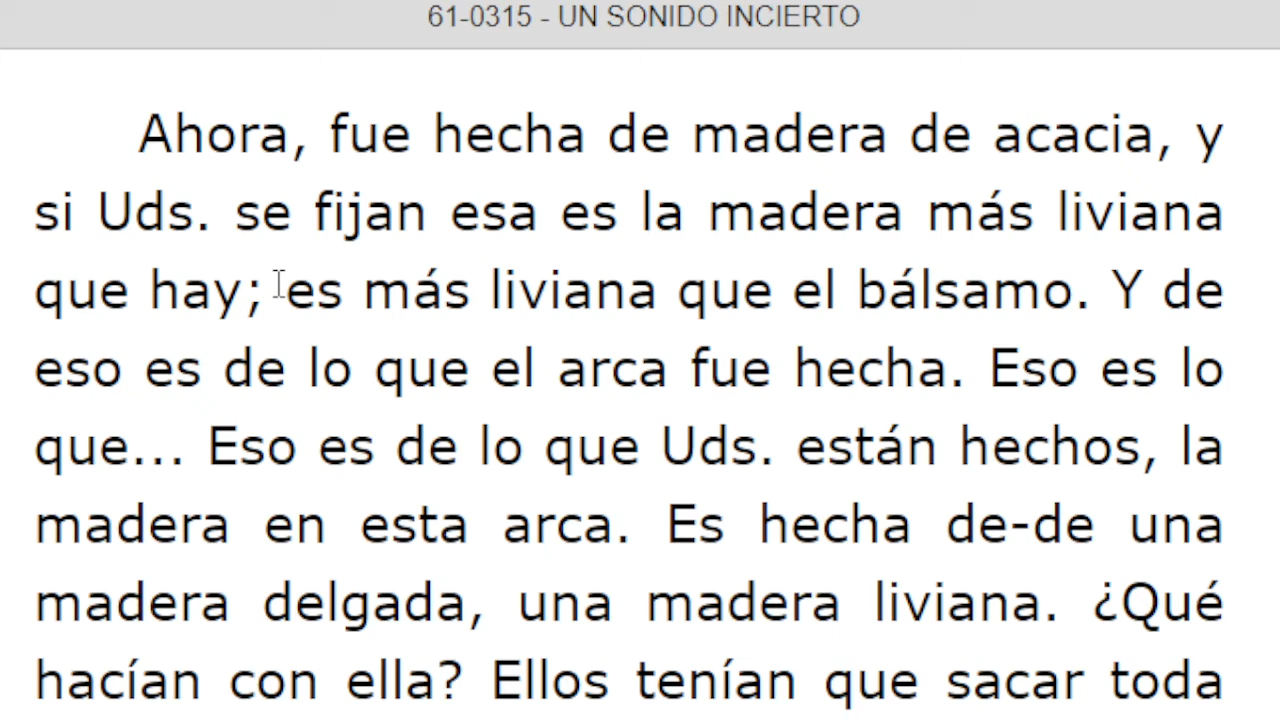 61-0315 - UN SONIDO INCIERTO
Ahora, fue hecha de madera de acacia, y
si Uds. se fijan esa es la madera más liviana
que hay; es más liviana que el bálsamo. Y de
eso es de lo que el arca fue hecha. Eso es lo
que... Eso es de lo que Uds. están hechos, la
madera en esta arca. Es hecha de-de una
madera delgada, una madera liviana. ¿Qué
hacían con ella? Ellos tenían que sacar toda